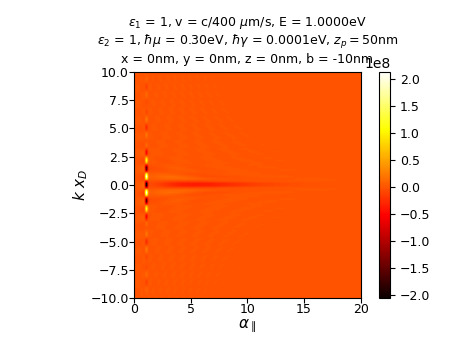 ε₁ = 1, v = c/400 μm/s, E = 1.0000eV
ε₂ = 1, ℏμ = 0.30eV, ℏγ = 0.0001eV, z_p = 50nm
x = 0nm, y = 0nm, z = 0nm, b = -10nm
1e8
10.0
7.5
5.0
2.5
0.0
−2.5
−5.0
−7.5
−10.0
k x_D
0 5 10 15 20
α∥
2.0
1.5
1.0
0.5
0.0
−0.5
−1.0
−1.5
−2.0